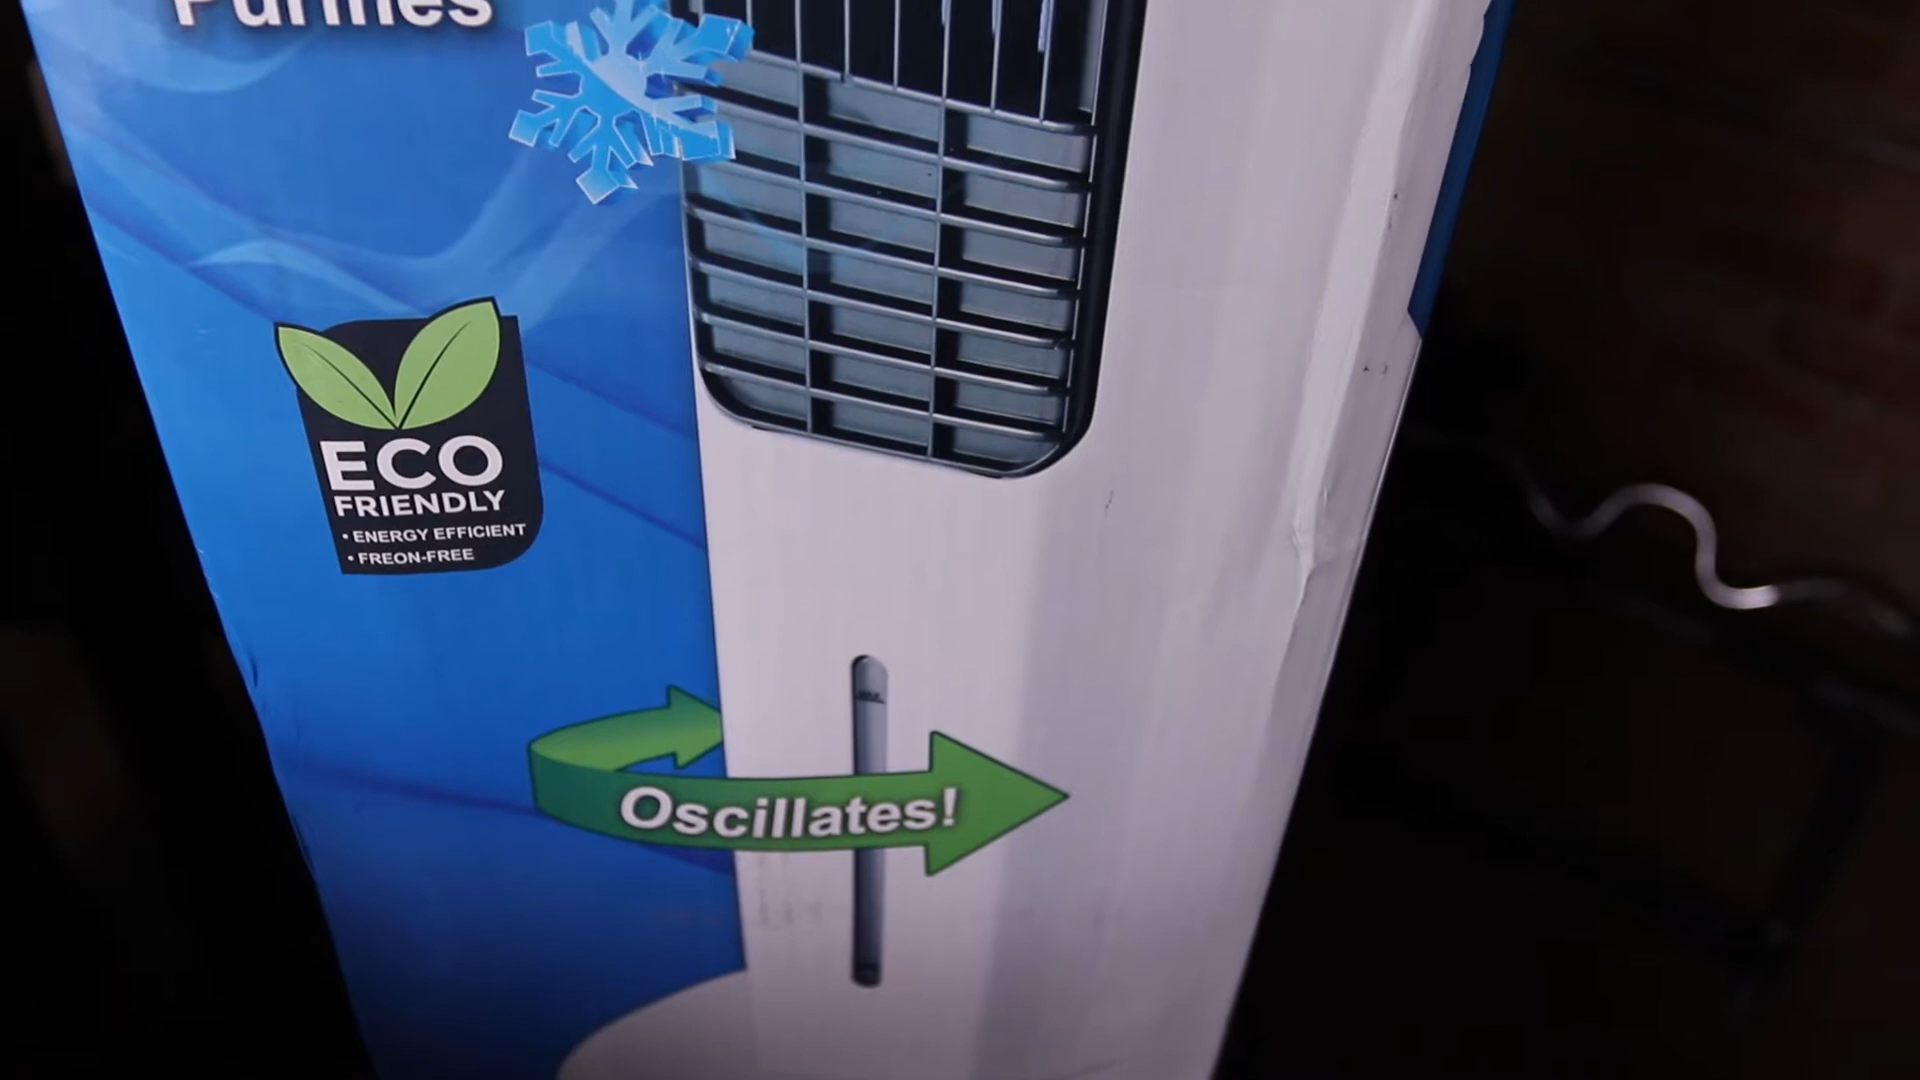 Purifies
ECO
FRIENDLY
• ENERGY EFFICIENT
• FREON-FREE
Oscillates!